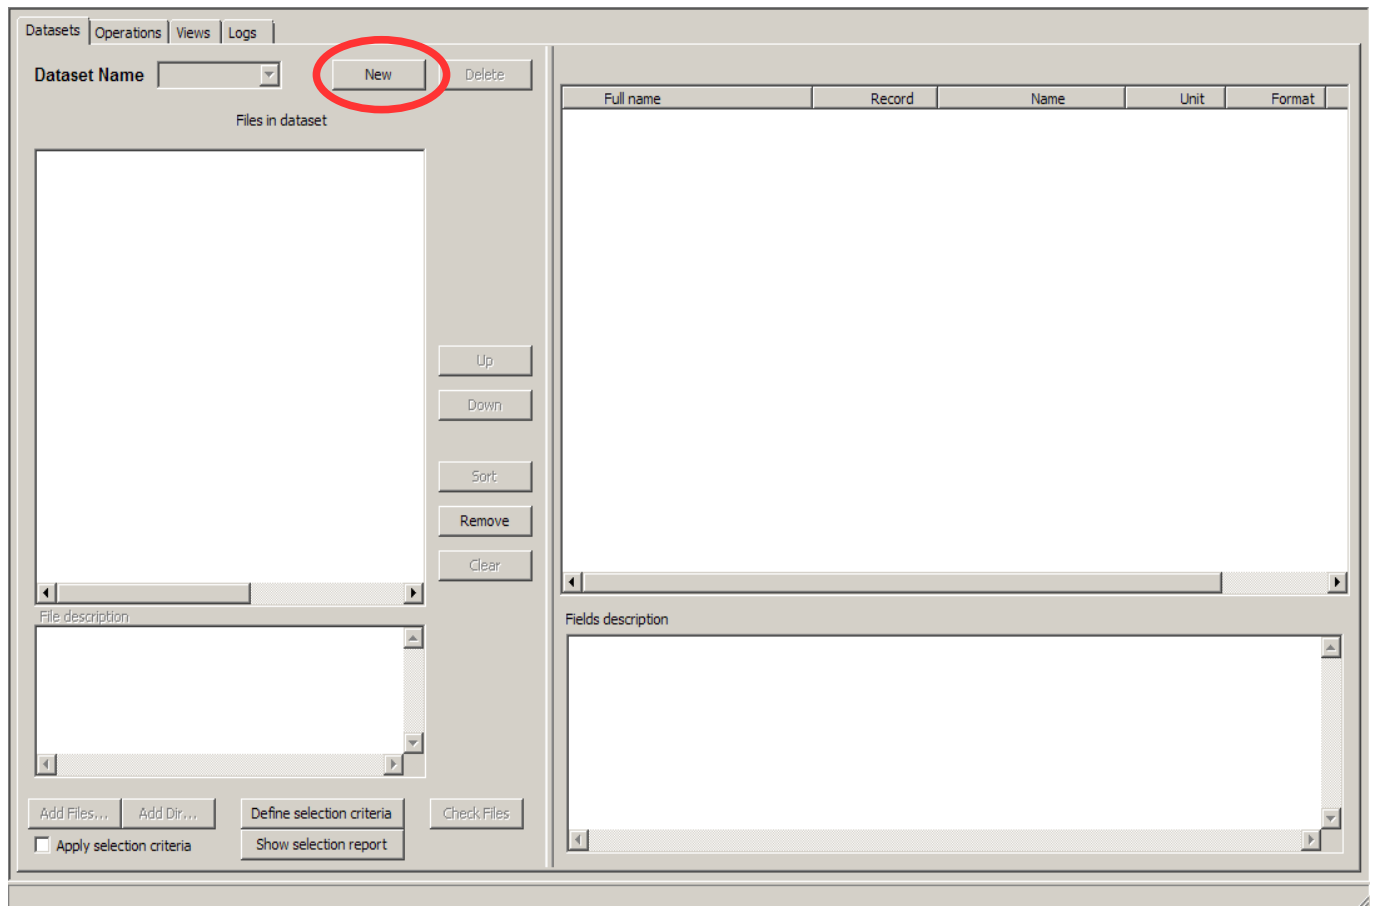 Datasets Operations Views Logs
Dataset Name New Delete
Files in dataset
Full name Record Name Unit Format
Up
Down
Sort
Remove
Clear
File description
Fields description
Add Files... Add Dir... Define selection criteria Check Files
Apply selection criteria Show selection report